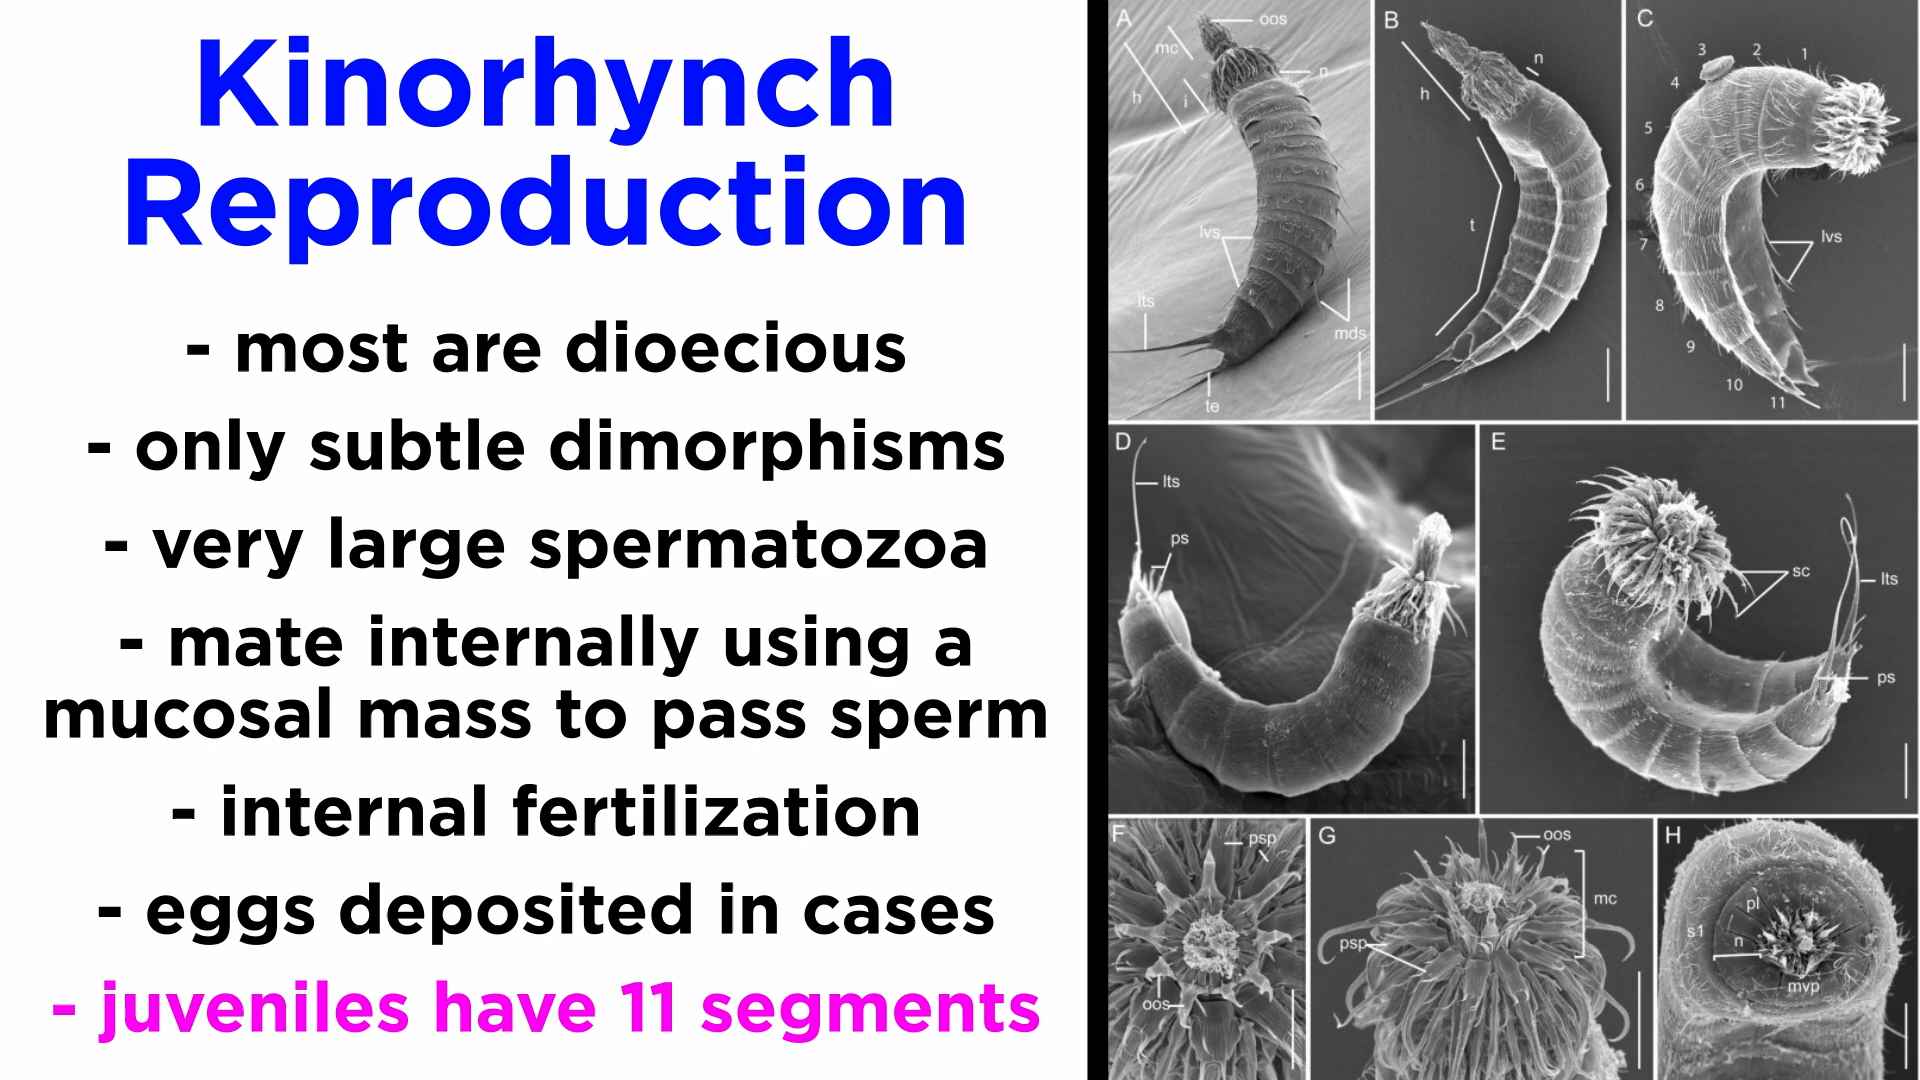 Kinorhynch
Reproduction
- most are dioecious
- only subtle dimorphisms
- very large spermatozoa
- mate internally using a
mucosal mass to pass sperm
- internal fertilization
- eggs deposited in cases
- juveniles have 11 segments
A
oos
mc
n
h
i
lvs
lts
mds
te
B
n
h
t
C
3
2
1
4
5
6
7
lvs
8
9
10
11
D
lts
ps
E
sc
lts
ps
F
psp
oos
G
oos
mc
psp
H
pl
s1
n
mvp